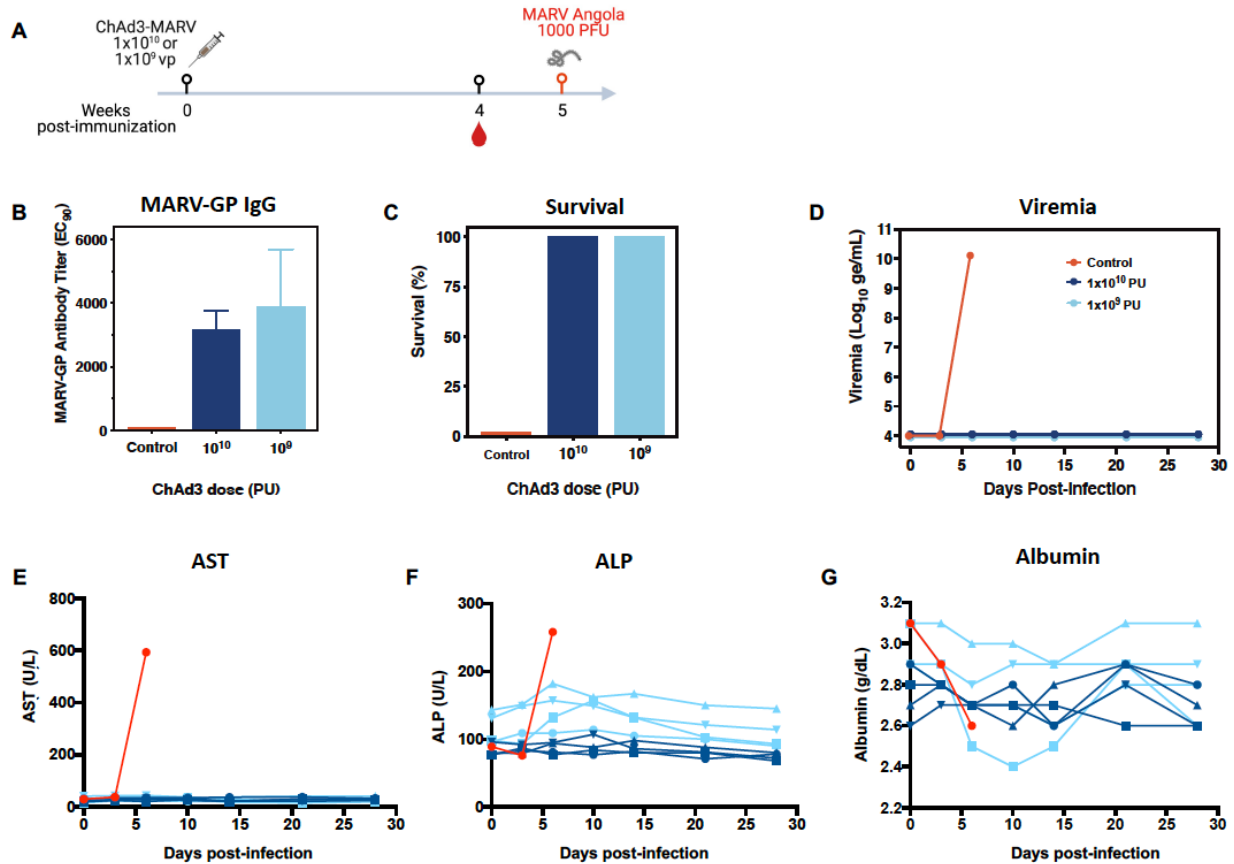 A
ChAd3-MARV
1x10¹⁰ or
1x10⁹ vp
MARV Angola
1000 PFU
Weeks
post-immunization
0
4
5
B
MARV-GP IgG
MARV-GP Antibody Titer (EC₉₀)
6000
4000
2000
0
Control
10¹⁰
10⁹
ChAd3 dose (PU)
C
Survival
Survival (%)
100
75
50
25
0
Control
10¹⁰
10⁹
ChAd3 dose (PU)
D
Viremia
Viremia (Log₁₀ ge/mL)
11
10
9
8
7
6
5
4
Control
1x10¹⁰ PU
1x10⁹ PU
0
5
10
15
20
25
30
Days Post-Infection
E
AST
AST (U/L)
800
600
400
200
0
0
5
10
15
20
25
30
Days post-infection
F
ALP
ALP (U/L)
300
200
100
0
0
5
10
15
20
25
30
Days post-infection
G
Albumin
Albumin (g/dL)
3.2
3.0
2.8
2.6
2.4
2.2
0
5
10
15
20
25
30
Days post-infection